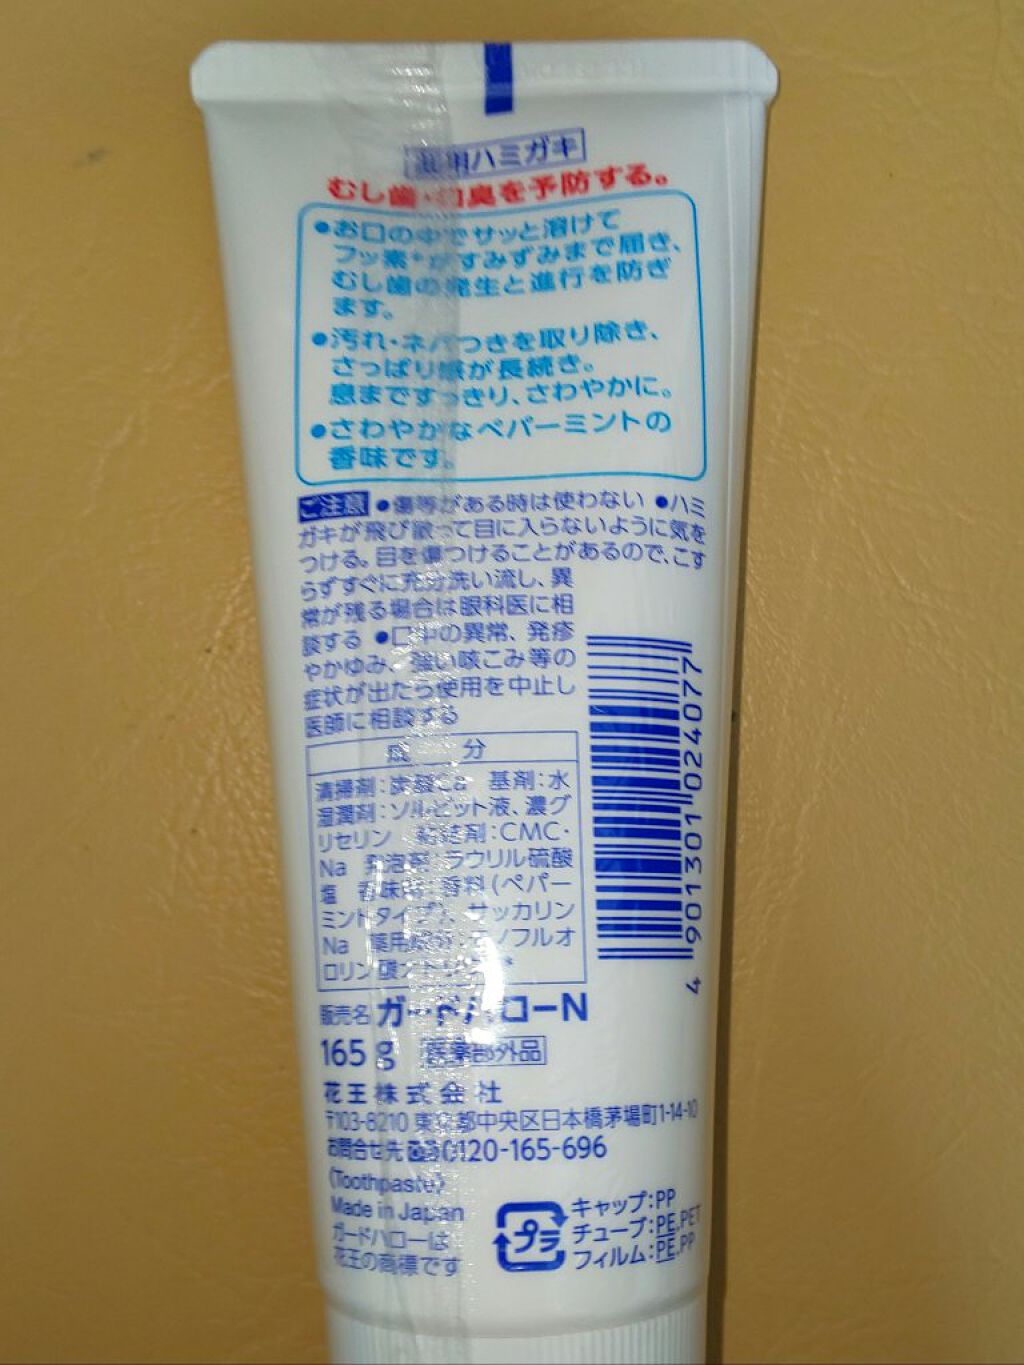 薬用ハミガキ
むし歯・口臭を予防する。
●お口の中でサッと溶けて
フッ素*がすみずみまで届き、
むし歯の発生と進行を防ぎ
ます。
●汚れ・ネバつきを取り除き、
さっぱり感が長続き。
息まですっきり、さわやかに。
●さわやかなペパーミントの
香味です。
ご注意 ●傷等がある時は使わない ●ハミ
ガキが飛び散って目に入らないように気を
つける。目を傷つけることがあるので、こす
らずすぐに充分洗い流し、異
常が残る場合は眼科医に相
談する ●口中の異常、発疹
やかゆみ、強い咳こみ等の
症状が出たら使用を中止し
医師に相談する
成分
清掃剤:炭酸Ca 基剤:水
湿潤剤:ソルビット液、濃グ
リセリン 粘結剤:CMC・
Na 発泡剤:ラウリル硫酸
塩 香味剤:香料(ペパー
ミントタイプ)、サッカリン
Na 薬用成分:モノフルオ
ロリン酸ナトリウム*
販売名 ガードハローN
165g 医薬部外品
花王株式会社
〒103-8210 東京都中央区日本橋茅場町1-14-10
お問合せ先 0120-165-696
〈Toothpaste〉
Made in Japan
ガードハローは
花王の商標です
プラ
キャップ:PP
チューブ:PE,PET
フィルム:PE,PP
4 901301 024077